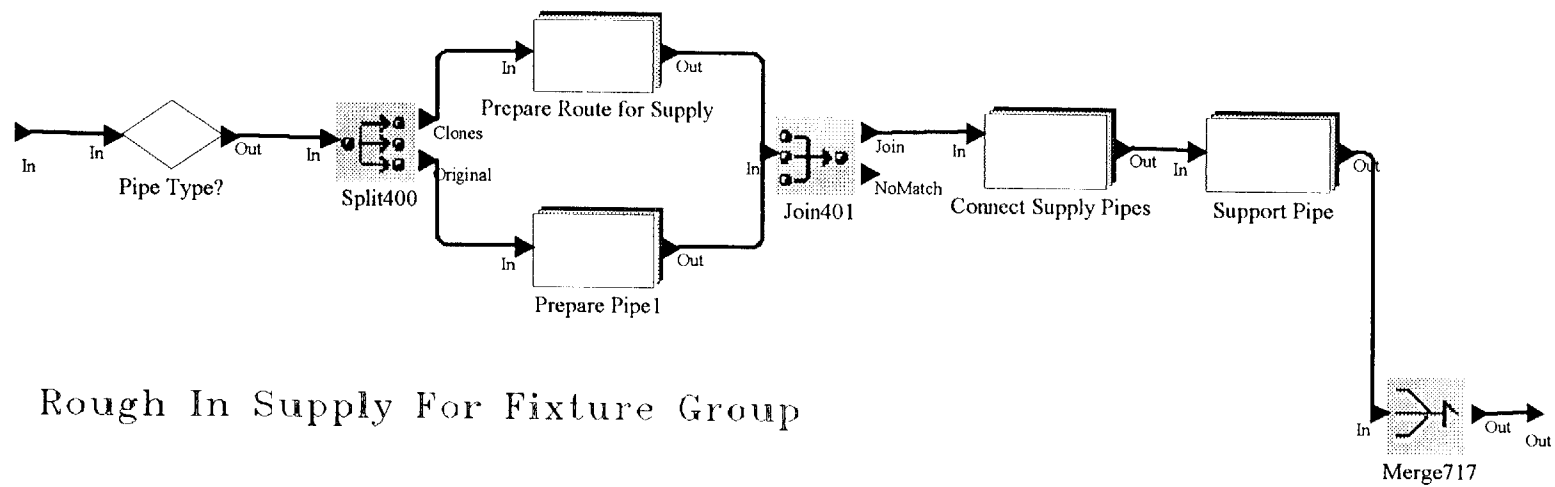 In
In
Pipe Type?
Out
In
Split400
Clones
Original
In
Prepare Route for Supply
Out
In
Prepare Pipe1
Out
In
Join401
Join
NoMatch
In
Connect Supply Pipes
Out
In
Support Pipe
Out
Rough In Supply For Fixture Group
In
Merge717
Out
Out